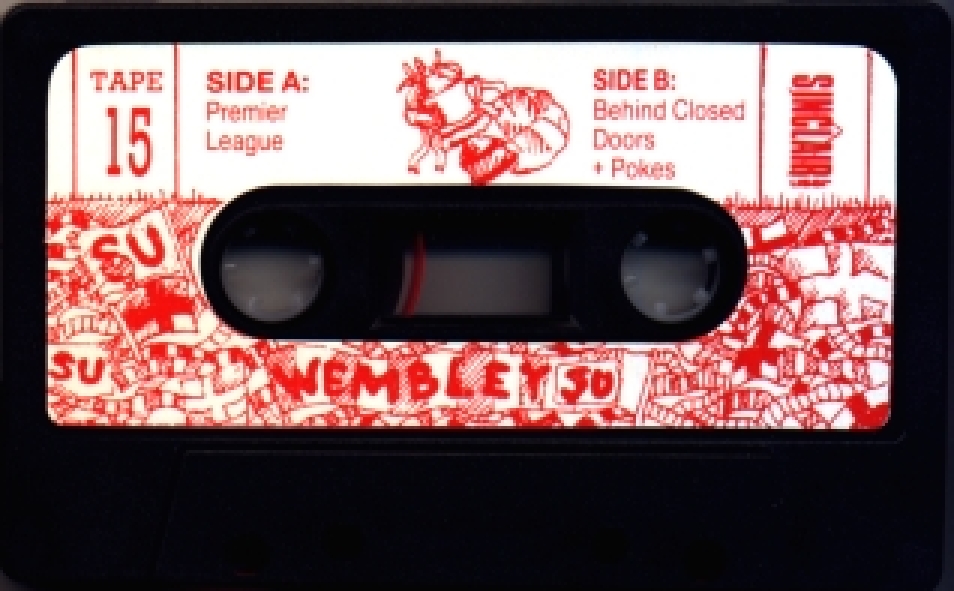 TAPE
15
SIDE A:
Premier
League
SIDE B:
Behind Closed
Doors
+ Pokes
SINCLAIR
SU
SU
WEMBLEY SU